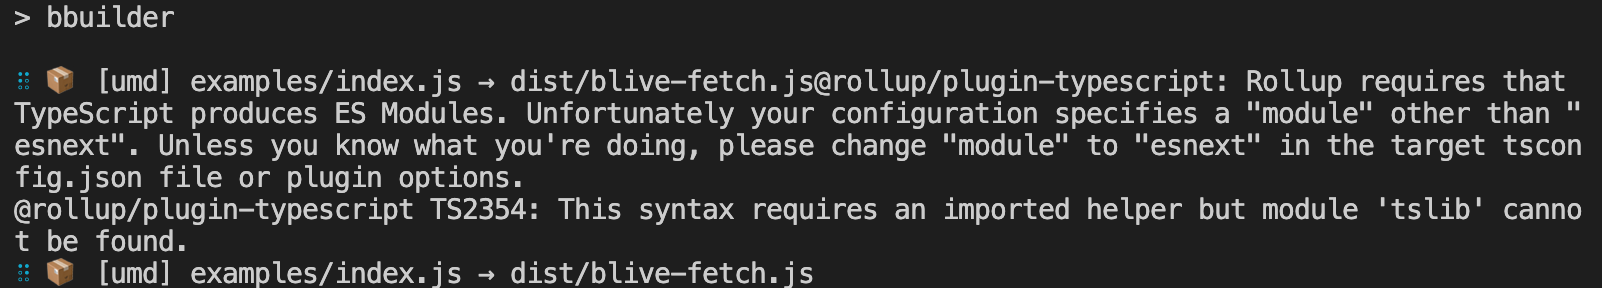 > bbuilder
⠿ 📦 [umd] examples/index.js → dist/blive-fetch.js@rollup/plugin-typescript: Rollup requires that
TypeScript produces ES Modules. Unfortunately your configuration specifies a "module" other than "
esnext". Unless you know what you're doing, please change "module" to "esnext" in the target tscon
fig.json file or plugin options.
@rollup/plugin-typescript TS2354: This syntax requires an imported helper but module 'tslib' canno
t be found.
⠿ 📦 [umd] examples/index.js → dist/blive-fetch.js